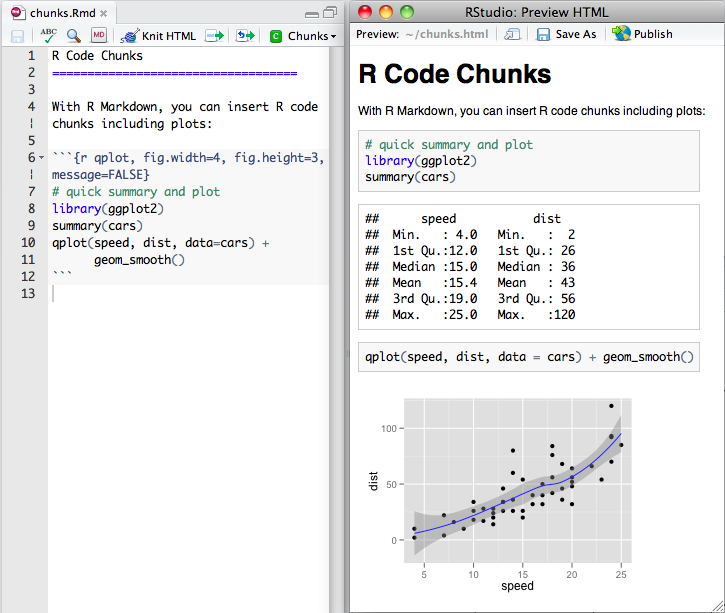 chunks.Rmd
ABC MD Knit HTML C Chunks
1 R Code Chunks
2 ===================================
3
4 With R Markdown, you can insert R code
chunks including plots:
5
6 ```{r qplot, fig.width=4, fig.height=3,
message=FALSE}
7 # quick summary and plot
8 library(ggplot2)
9 summary(cars)
10 qplot(speed, dist, data=cars) +
11 geom_smooth()
12 ```
13
RStudio: Preview HTML
Preview: ~/chunks.html Save As Publish
R Code Chunks
With R Markdown, you can insert R code chunks including plots:
# quick summary and plot
library(ggplot2)
summary(cars)
## speed dist
## Min. : 4.0 Min. : 2
## 1st Qu.:12.0 1st Qu.: 26
## Median :15.0 Median : 36
## Mean :15.4 Mean : 43
## 3rd Qu.:19.0 3rd Qu.: 56
## Max. :25.0 Max. :120
qplot(speed, dist, data = cars) + geom_smooth()
100
50
0
dist
5 10 15 20 25
speed